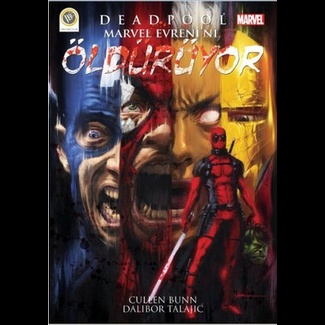 DEADPOOL
MARVEL
MARVEL EVRENİ'Nİ,
ÖLDÜRÜYOR
CULLEN BUNN
DALIBOR TALAJIC